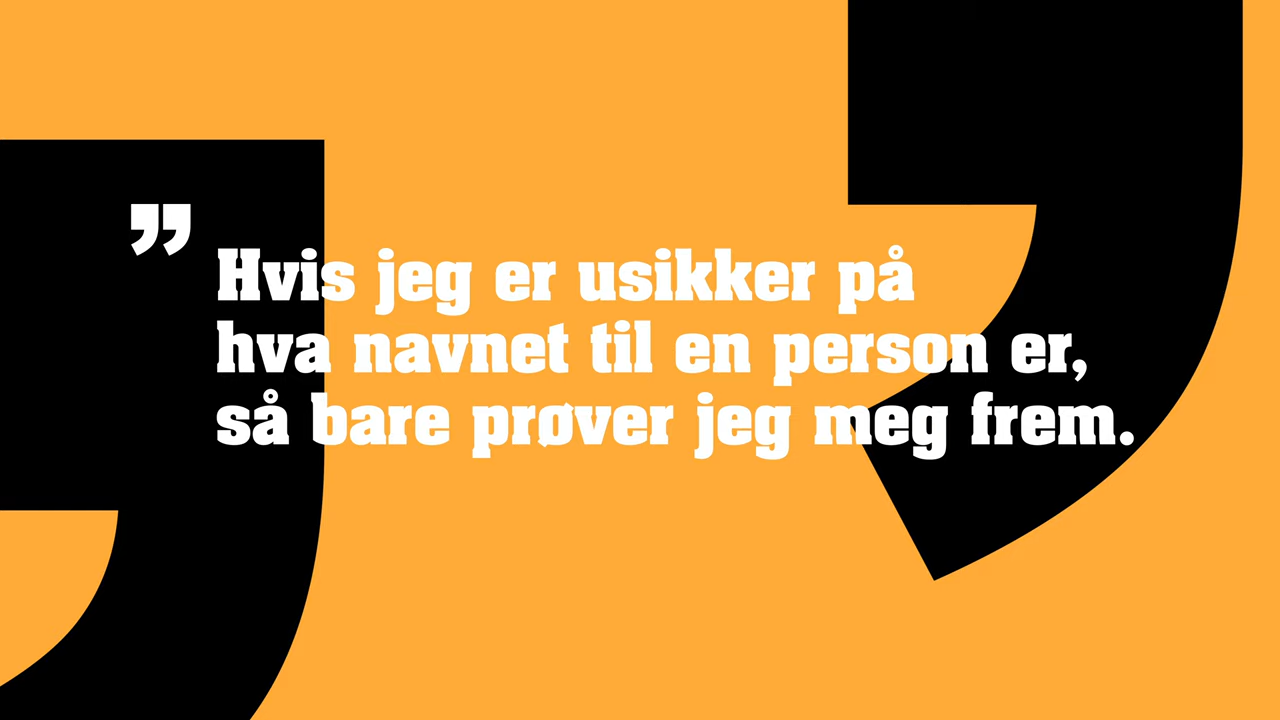 ”Hvis jeg er usikker på
hva navnet til en person er,
så bare prøver jeg meg frem.